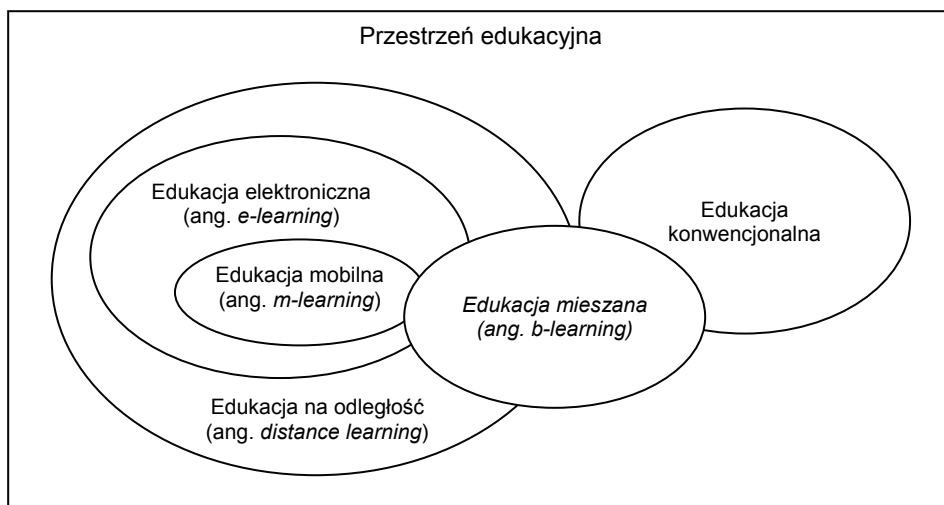 Przestrzeń edukacyjna
Edukacja elektroniczna
(ang. e-learning)
Edukacja mobilna
(ang. m-learning)
Edukacja na odległość
(ang. distance learning)
Edukacja mieszana
(ang. b-learning)
Edukacja
konwencjonalna